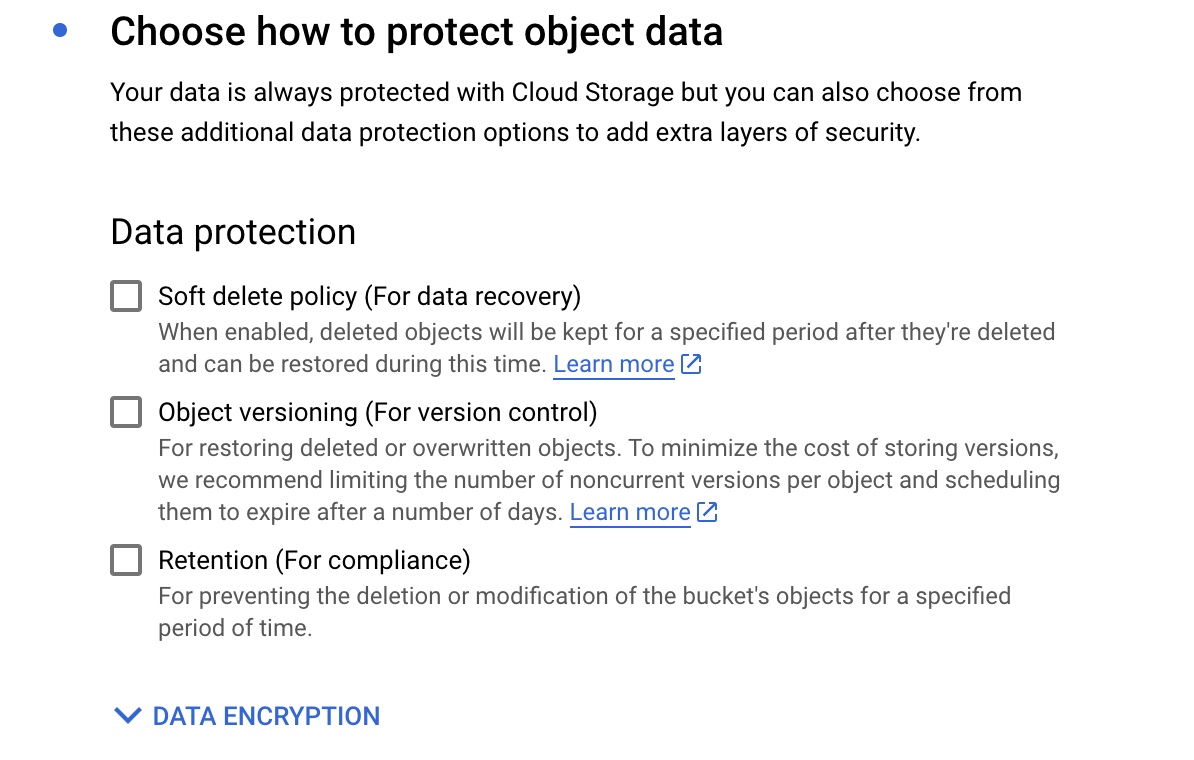 Choose how to protect object data
Your data is always protected with Cloud Storage but you can also choose from
these additional data protection options to add extra layers of security.
Data protection
Soft delete policy (For data recovery)
When enabled, deleted objects will be kept for a specified period after they're deleted
and can be restored during this time. Learn more
Object versioning (For version control)
For restoring deleted or overwritten objects. To minimize the cost of storing versions,
we recommend limiting the number of noncurrent versions per object and scheduling
them to expire after a number of days. Learn more
Retention (For compliance)
For preventing the deletion or modification of the bucket's objects for a specified
period of time.
DATA ENCRYPTION